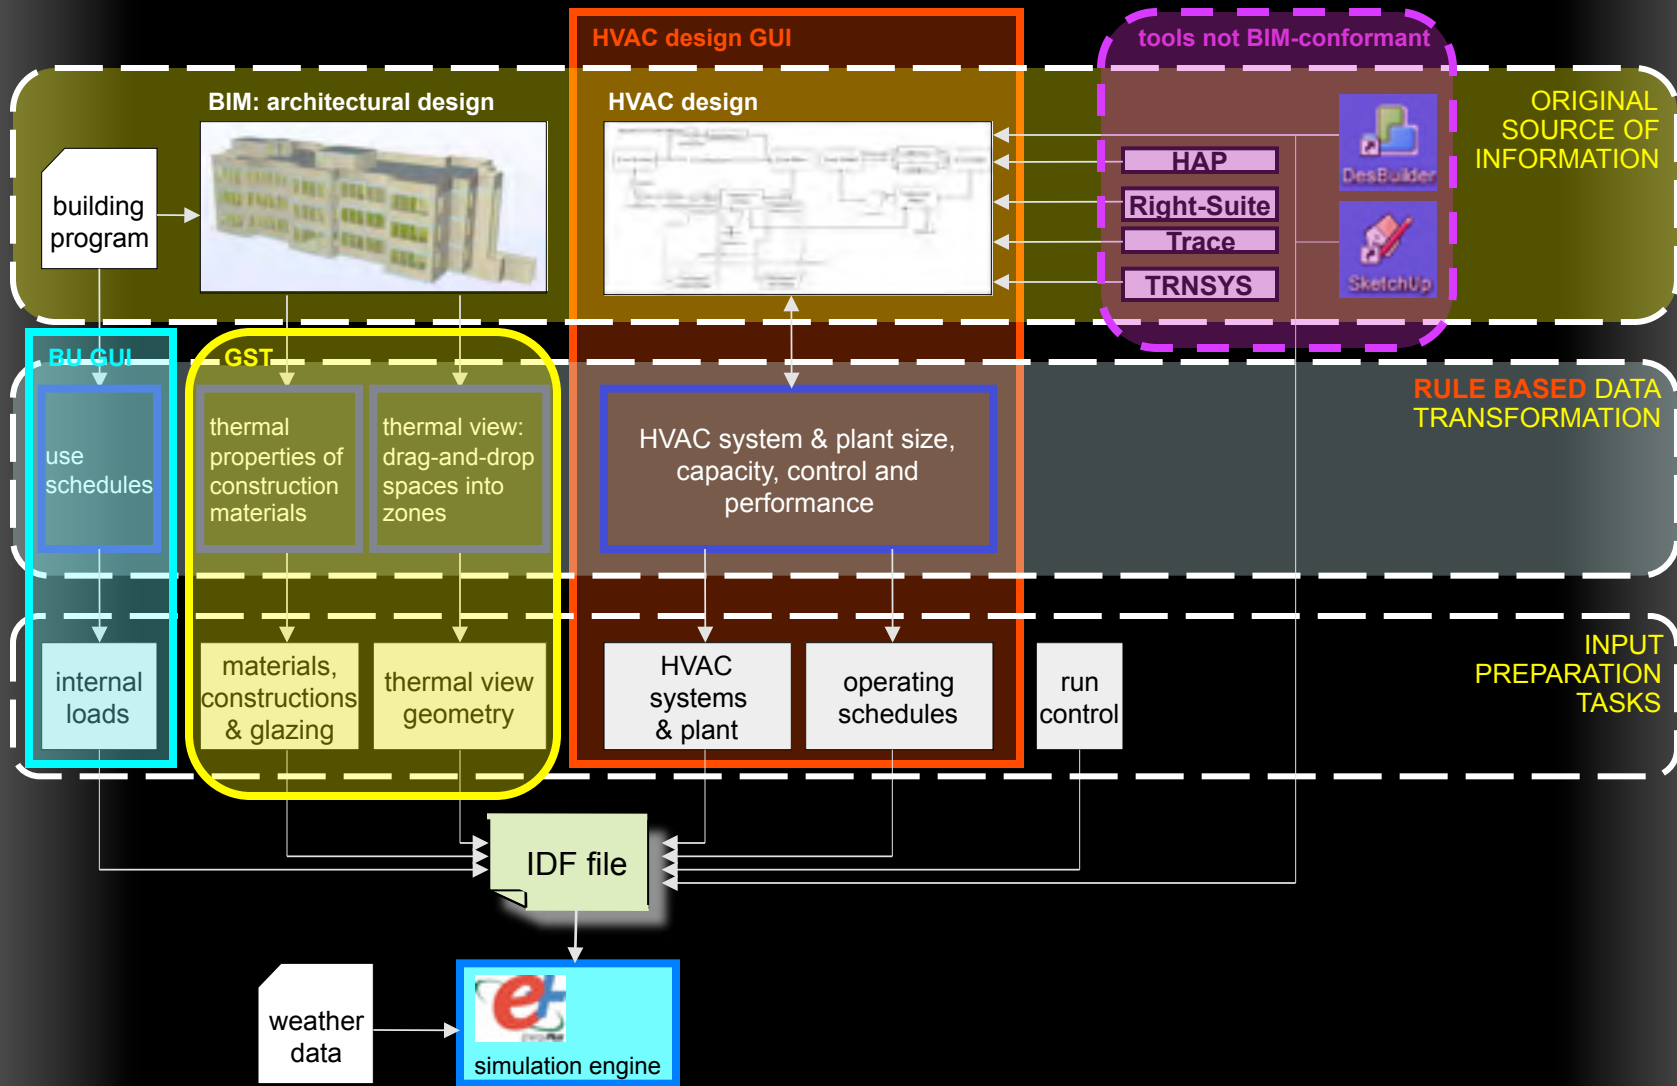 HVAC design GUI
tools not BIM-conformant
BIM: architectural design
HVAC design
ORIGINAL
SOURCE OF
INFORMATION
building
program
HAP
Right-Suite
Trace
TRNSYS
DesBuilder
SketchUp
BU GUI
GST
RULE BASED DATA
TRANSFORMATION
use
schedules
thermal
properties of
construction
materials
thermal view:
drag-and-drop
spaces into
zones
HVAC system & plant size,
capacity, control and
performance
INPUT
PREPARATION
TASKS
internal
loads
materials,
constructions
& glazing
thermal view
geometry
HVAC
systems
& plant
operating
schedules
run
control
IDF file
weather
data
e+
simulation engine